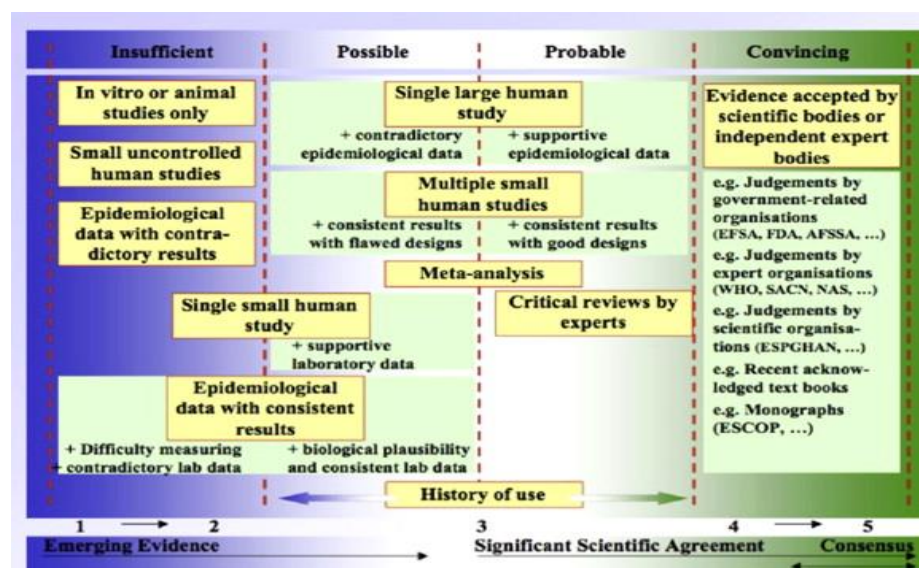 Insufficient
Possible
Probable
Convincing
In vitro or animal
studies only
Small uncontrolled
human studies
Epidemiological
data with contra-
dictory results
Single large human
study
+ contradictory
epidemiological data
+ supportive
epidemiological data
Multiple small
human studies
+ consistent results
with flawed designs
+ consistent results
with good designs
Meta-analysis
Single small human
study
+ supportive
laboratory data
Critical reviews by
experts
Epidemiological
data with consistent
results
+ Difficulty measuring
+ contradictory lab data
+ biological plausibility
and consistent lab data
History of use
Evidence accepted by
scientific bodies or
independent expert
bodies
e.g. Judgements by
government-related
organisations
(EFSA, FDA, AFSSA, ...)
e.g. Judgements by
expert organisations
(WHO, SACN, NAS, ...)
e.g. Judgements by
scientific organisa-
tions (ESPGHAN, ...)
e.g. Recent acknow-
ledged text books
e.g. Monographs
(ESCOP, ...)
1 2 3 4 5
Emerging Evidence
Significant Scientific Agreement
Consensus